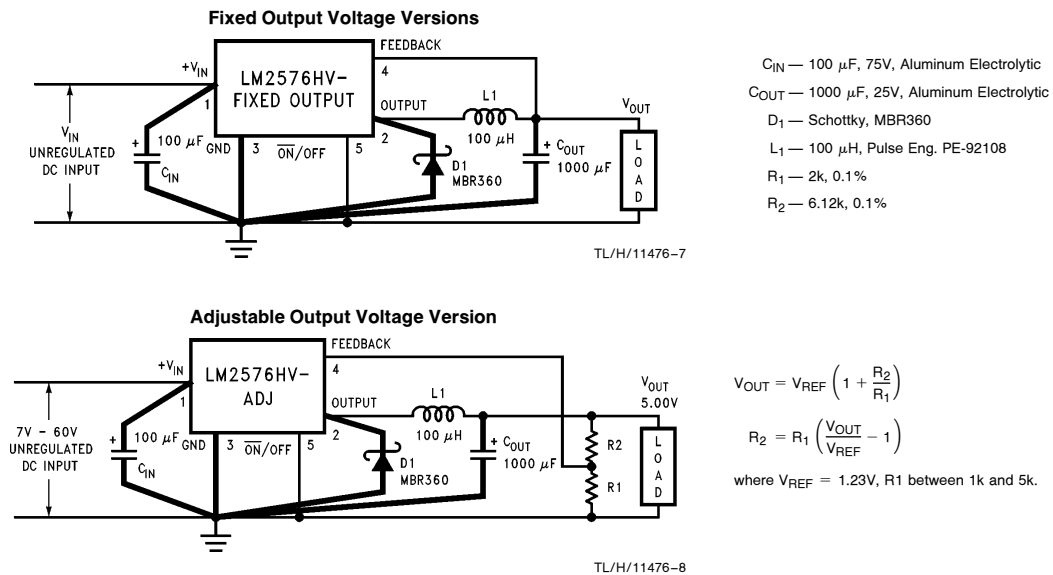 Fixed Output Voltage Versions
FEEDBACK
+VIN
4
LM2576HV-
FIXED OUTPUT
1
OUTPUT
2
L1
100 μH
VOUT
VIN
UNREGULATED
DC INPUT
+
100 μF
CIN
GND
3
ON/OFF
5
D1
MBR360
+
COUT
1000 μF
LOAD
TL/H/11476-7
CIN — 100 μF, 75V, Aluminum Electrolytic
COUT — 1000 μF, 25V, Aluminum Electrolytic
D1 — Schottky, MBR360
L1 — 100 μH, Pulse Eng. PE-92108
R1 — 2k, 0.1%
R2 — 6.12k, 0.1%
Adjustable Output Voltage Version
FEEDBACK
+VIN
4
LM2576HV-
ADJ
1
OUTPUT
2
L1
100 μH
VOUT
5.00V
7V - 60V
UNREGULATED
DC INPUT
+
100 μF
CIN
GND
3
ON/OFF
5
D1
MBR360
+
COUT
1000 μF
R2
R1
LOAD
TL/H/11476-8
VOUT = VREF (1 + R2/R1)
R2 = R1 (VOUT/VREF − 1)
where VREF = 1.23V, R1 between 1k and 5k.